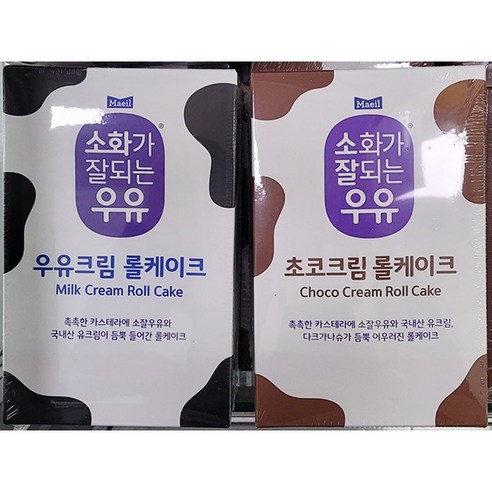 Maeil
소화가
잘되는
우유
®
우유크림 롤케이크
Milk Cream Roll Cake
촉촉한 카스테라에 소잘우유와
국내산 유크림이 듬뿍 들어간 롤케이크
Maeil
소화가
잘되는
우유
®
초코크림 롤케이크
Choco Cream Roll Cake
촉촉한 카스테라에 소잘우유와 국내산 유크림,
다크가나슈가 듬뿍 어우러진 롤케이크